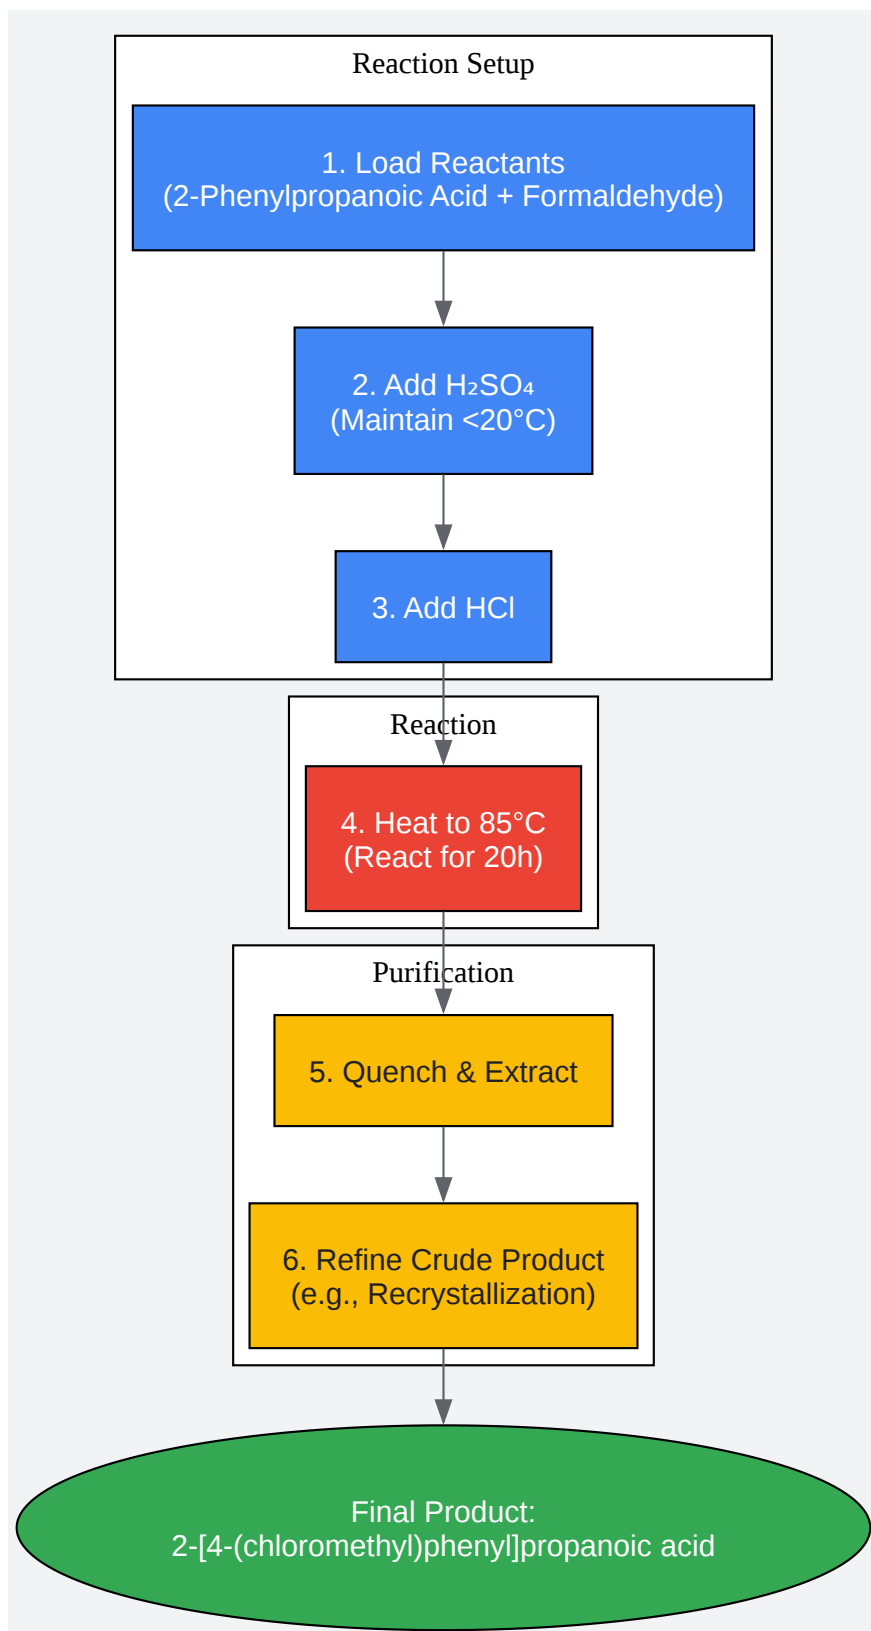 Reaction Setup
1. Load Reactants
(2-Phenylpropanoic Acid + Formaldehyde)
2. Add H₂SO₄
(Maintain <20°C)
3. Add HCl
Reaction
4. Heat to 85°C
(React for 20h)
Purification
5. Quench & Extract
6. Refine Crude Product
(e.g., Recrystallization)
Final Product:
2-[4-(chloromethyl)phenyl]propanoic acid